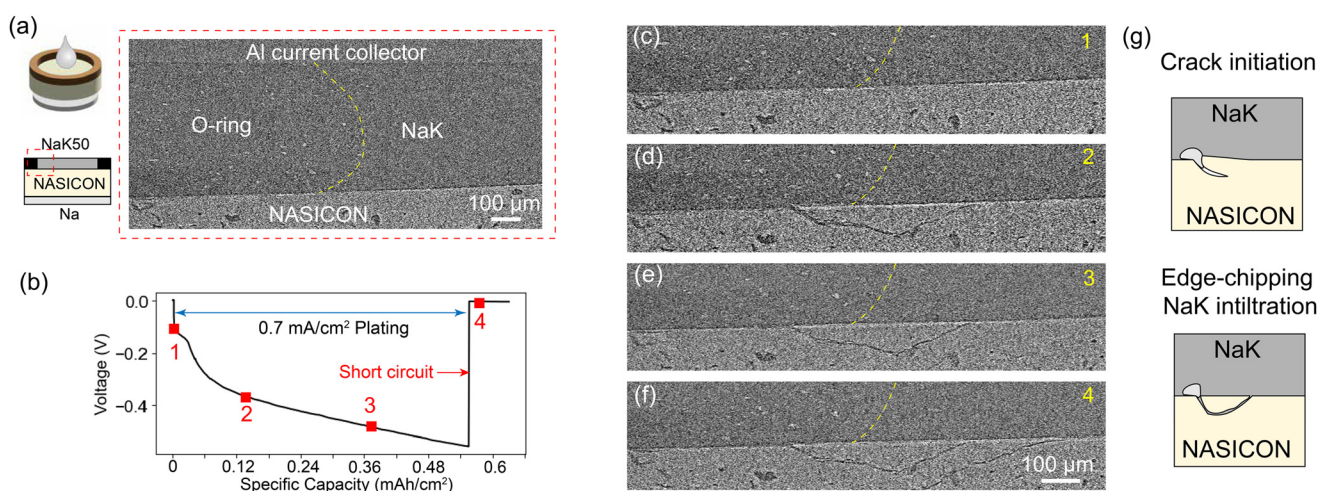 (a)
NaK50
NASICON
Na
Al current collector
O-ring
NaK
NASICON
100 µm
(b)
Voltage (V)
0.0
−0.2
−0.4
0.7 mA/cm² Plating
Short circuit
1
2
3
4
0
0.12
0.24
0.36
0.48
0.6
Specific Capacity (mAh/cm²)
(c)
1
(d)
2
(e)
3
(f)
4
100 µm
(g)
Crack initiation
NaK
NASICON
Edge-chipping
NaK intiltration
NaK
NASICON